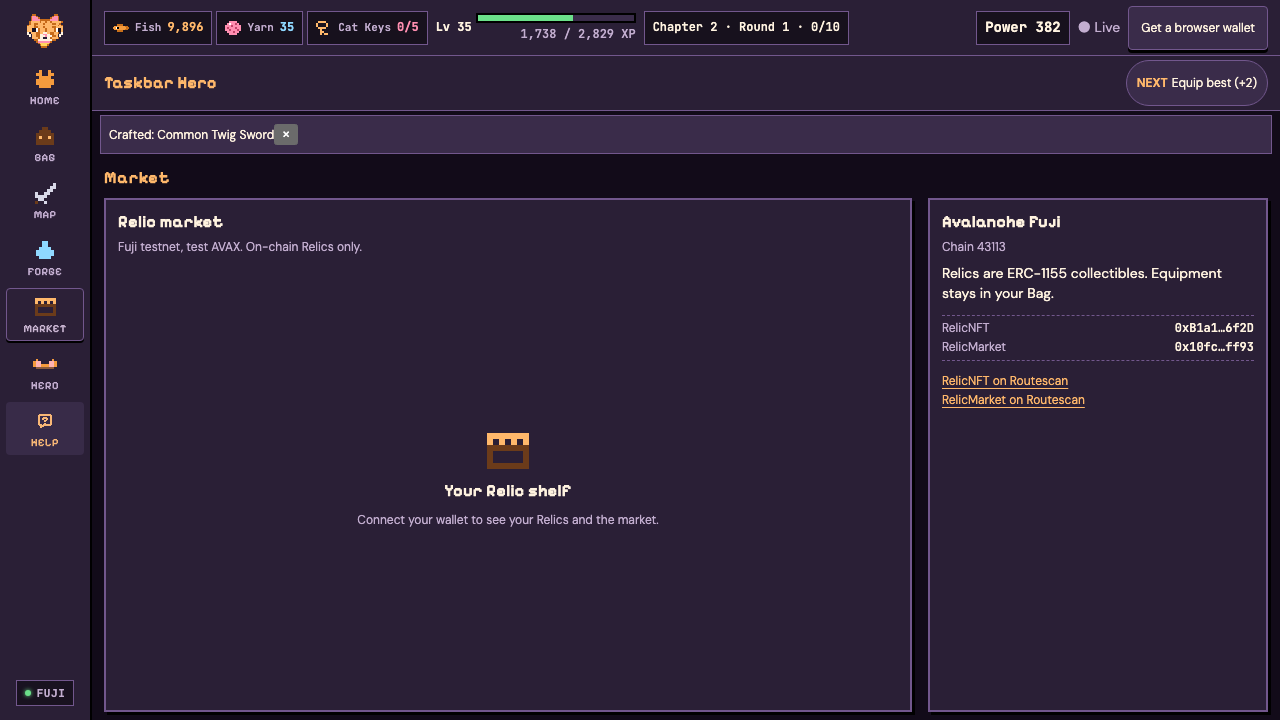 Fish 9,896
Yarn 35
Cat Keys 0/5
Lv 35
1,738 / 2,829 XP
Chapter 2 · Round 1 · 0/10
Power 382
Live
Get a browser wallet
HOME
BAG
MAP
FORGE
MARKET
HERO
HELP
FUJI
Taskbar Hero
NEXT Equip best (+2)
Crafted: Common Twig Sword ×
Market
Relic market
Fuji testnet, test AVAX. On-chain Relics only.
Your Relic shelf
Connect your wallet to see your Relics and the market.
Avalanche Fuji
Chain 43113
Relics are ERC-1155 collectibles. Equipment
stays in your Bag.
RelicNFT 0xB1a1…6f2D
RelicMarket 0x10fc…ff93
RelicNFT on Routescan
RelicMarket on Routescan